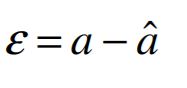 ε = a − â